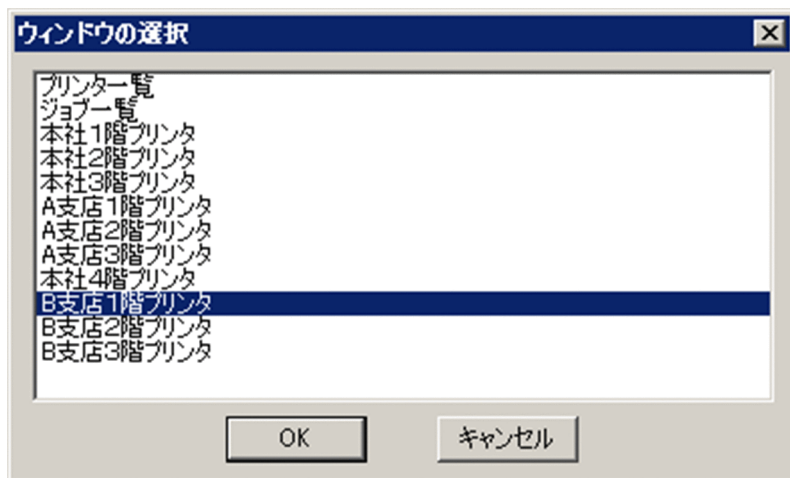 ウィンドウの選択
プリンター覧
ジョブ一覧
本社1階プリンタ
本社2階プリンタ
本社3階プリンタ
A支店1階プリンタ
A支店2階プリンタ
A支店3階プリンタ
本社4階プリンタ
B支店1階プリンタ
B支店2階プリンタ
B支店3階プリンタ
OK
キャンセル